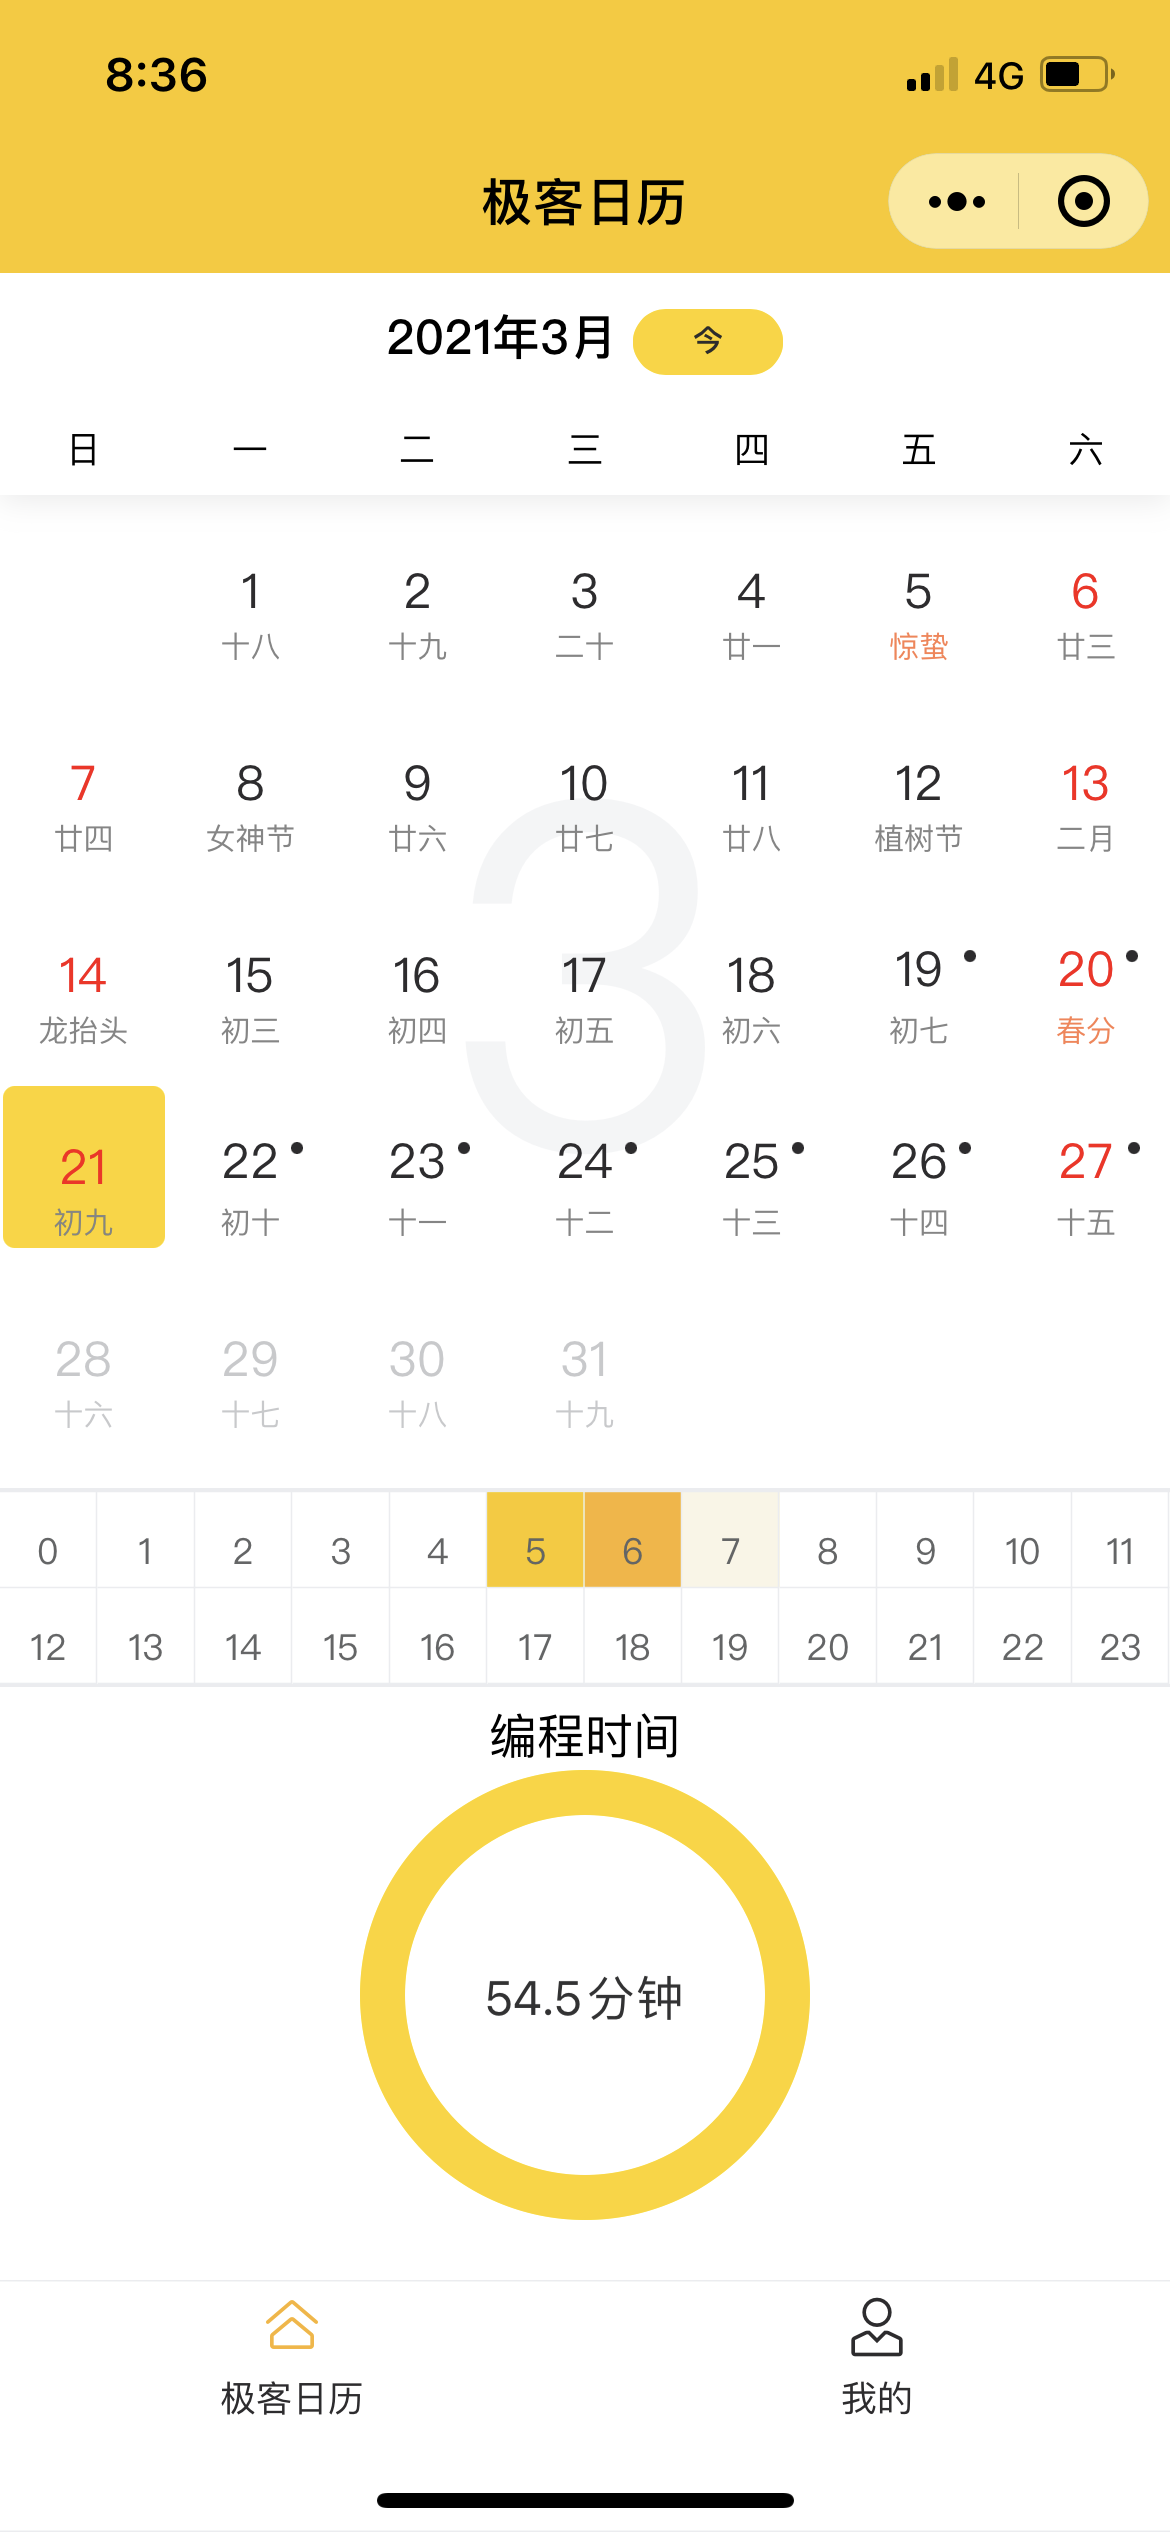 8:36 4G
极客日历
2021年3月 今
日 一 二 三 四 五 六
1 2 3 4 5 6
十八 十九 二十 廿一 惊蛰 廿三
7 8 9 10 11 12 13
廿四 女神节 廿六 廿七 廿八 植树节 二月
3
14 15 16 17 18 19 20
龙抬头 初三 初四 初五 初六 初七 春分
21 22 23 24 25 26 27
初九 初十 十一 十二 十三 十四 十五
28 29 30 31
十六 十七 十八 十九
0 1 2 3 4 5 6 7 8 9 10 11
12 13 14 15 16 17 18 19 20 21 22 23
编程时间
54.5分钟
极客日历 我的